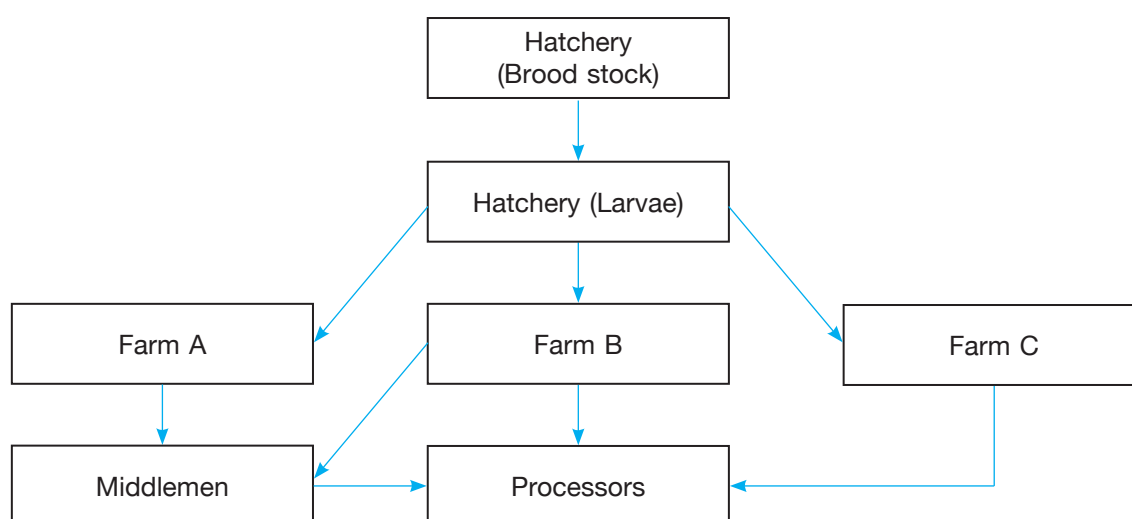 Hatchery
(Brood stock)
Hatchery (Larvae)
Farm A
Farm B
Farm C
Middlemen
Processors